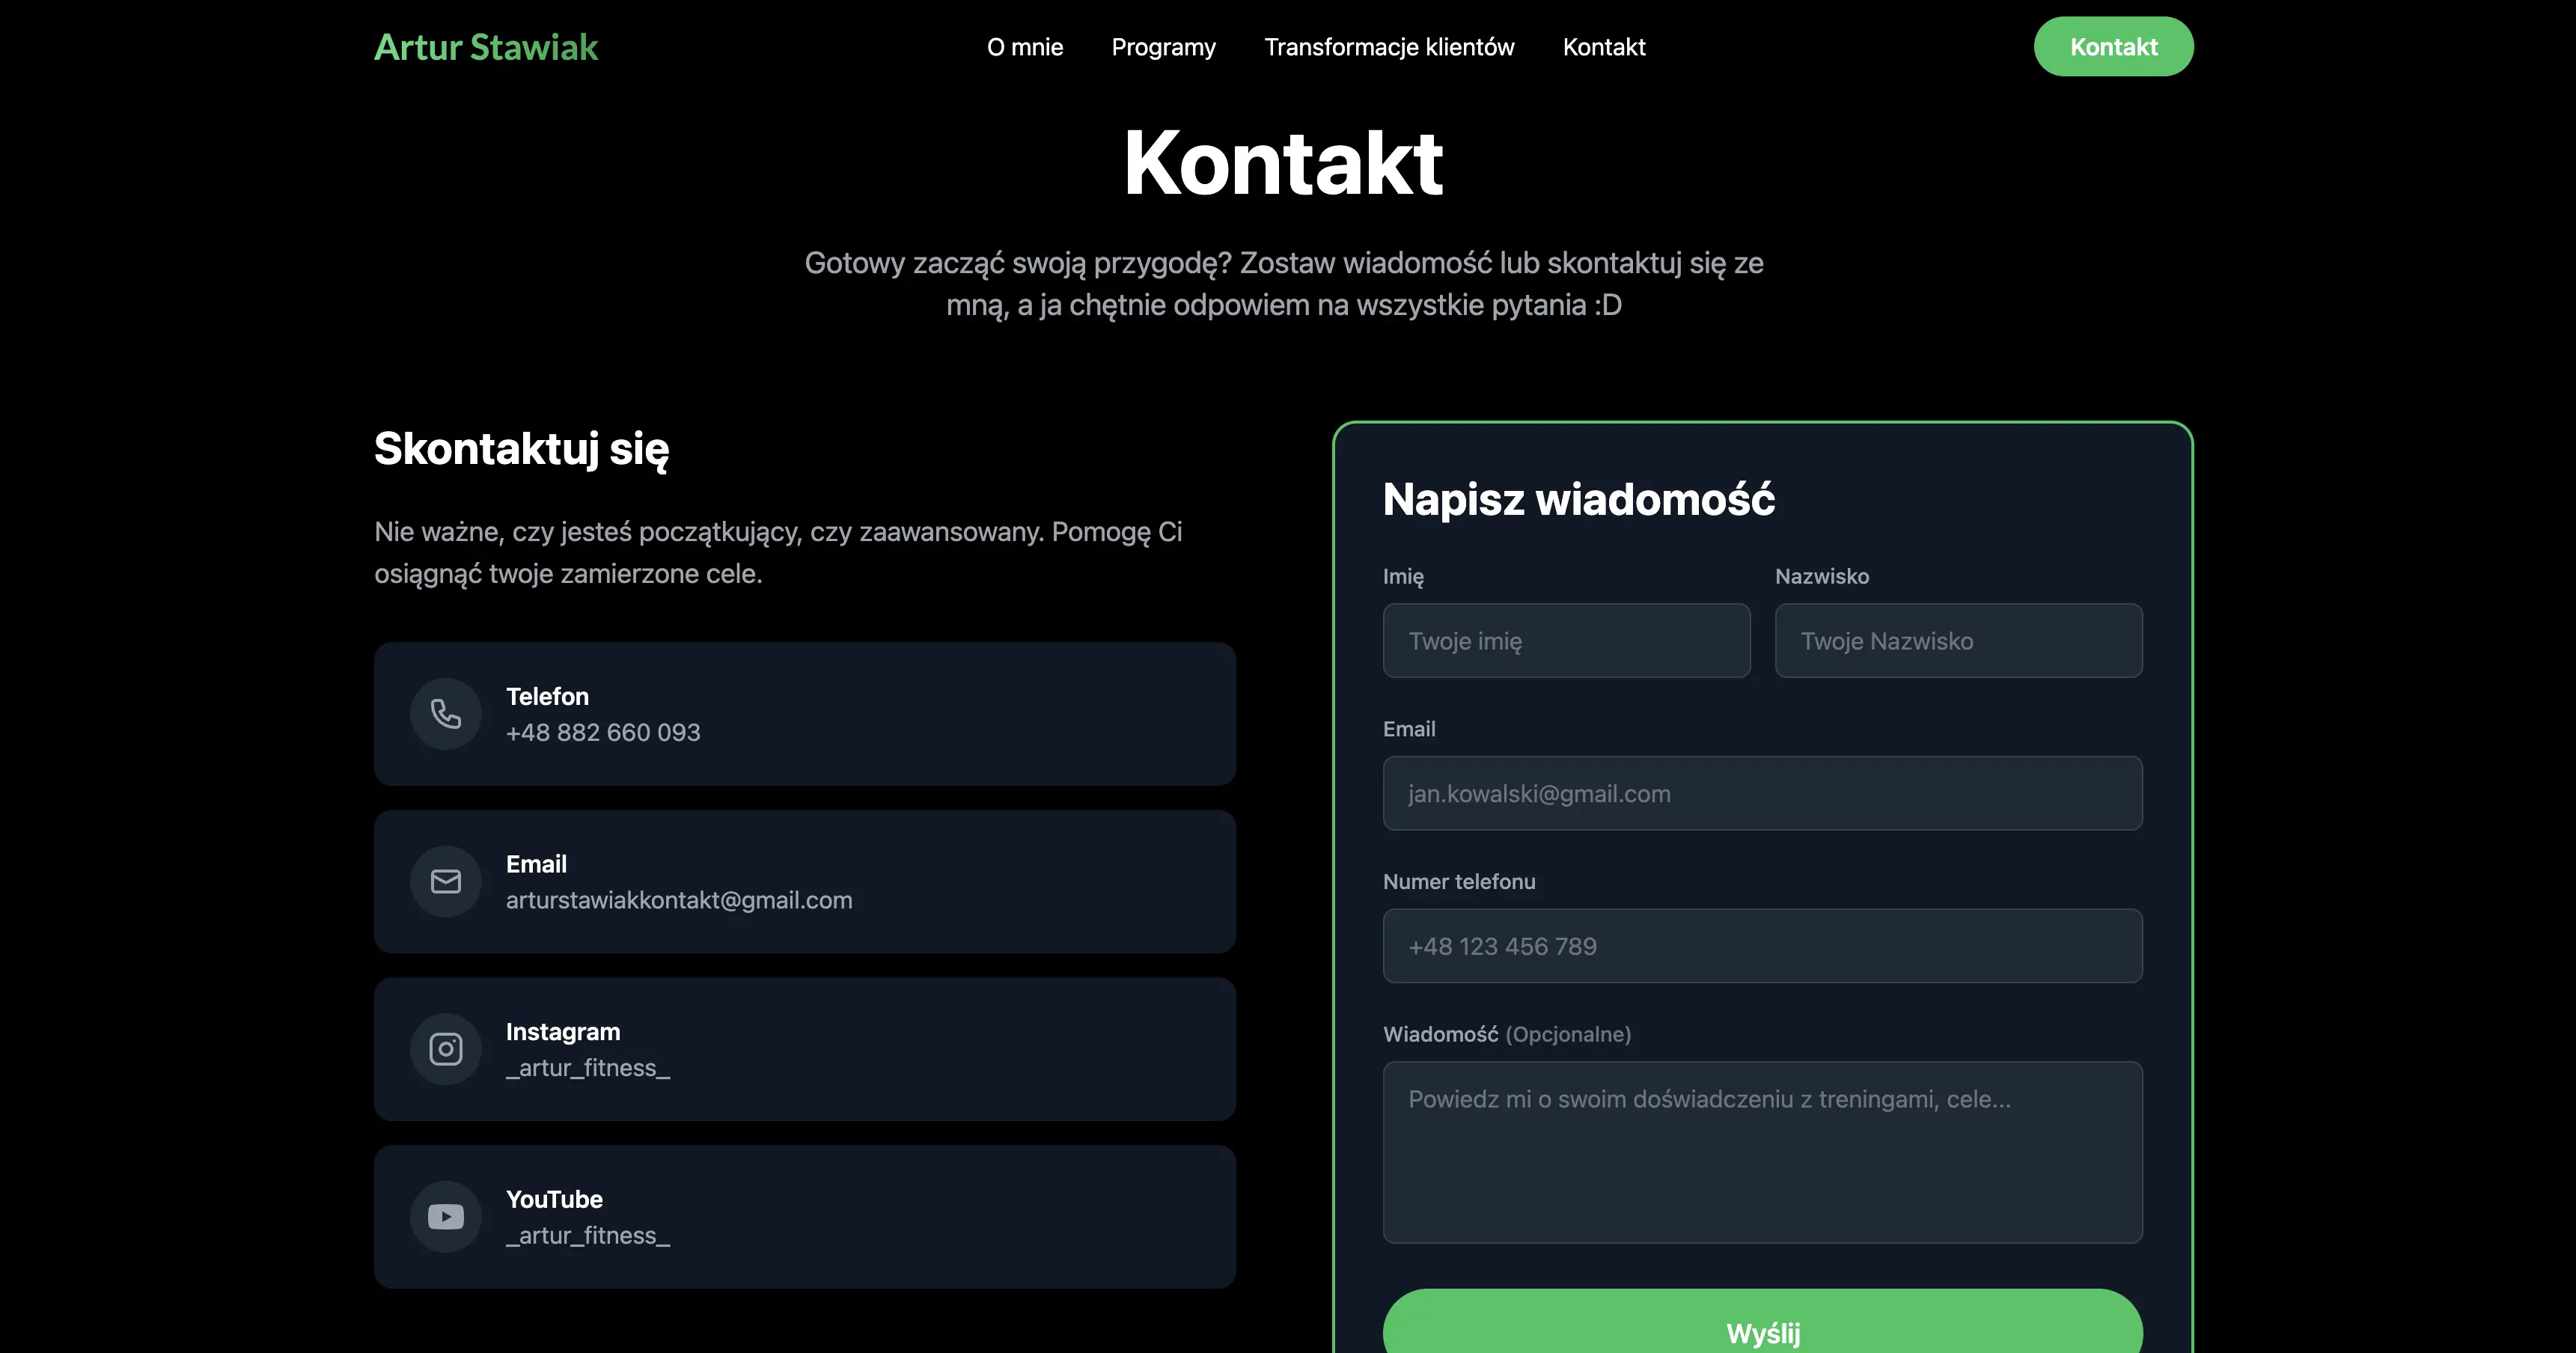 Artur Stawiak
O mnie
Programy
Transformacje klientów
Kontakt
Kontakt
Kontakt
Gotowy zacząć swoją przygodę? Zostaw wiadomość lub skontaktuj się ze
mną, a ja chętnie odpowiem na wszystkie pytania :D
Skontaktuj się
Nie ważne, czy jesteś początkujący, czy zaawansowany. Pomogę Ci
osiągnąć twoje zamierzone cele.
Telefon
+48 882 660 093
Email
arturstawiakkontakt@gmail.com
Instagram
_artur_fitness_
YouTube
_artur_fitness_
Napisz wiadomość
Imię
Twoje imię
Nazwisko
Twoje Nazwisko
Email
jan.kowalski@gmail.com
Numer telefonu
+48 123 456 789
Wiadomość (Opcjonalne)
Powiedz mi o swoim doświadczeniu z treningami, cele...
Wyślij